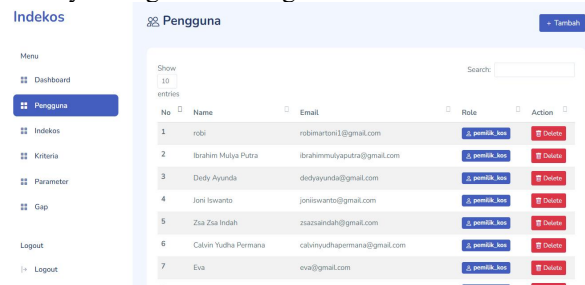 Indekos
Menu
Dashboard
Pengguna
Indekos
Kriteria
Parameter
Gap
Logout
Logout
Pengguna
+ Tambah
Show
10
entries
Search:
No Name Email Role Action
1 robi robimartoni1@gmail.com pemilik_kos Delete
2 Ibrahim Mulya Putra ibrahimmulyaputra@gmail.com pemilik_kos Delete
3 Dedy Ayunda dedyayunda@gmail.com pemilik_kos Delete
4 Joni Iswanto joniiswanto@gmail.com pemilik_kos Delete
5 Zsa Zsa Indah zsazsaindah@gmail.com pemilik_kos Delete
6 Calvin Yudha Permana calvinyudhapermana@gmail.com pemilik_kos Delete
7 Eva eva@gmail.com pemilik_kos Delete